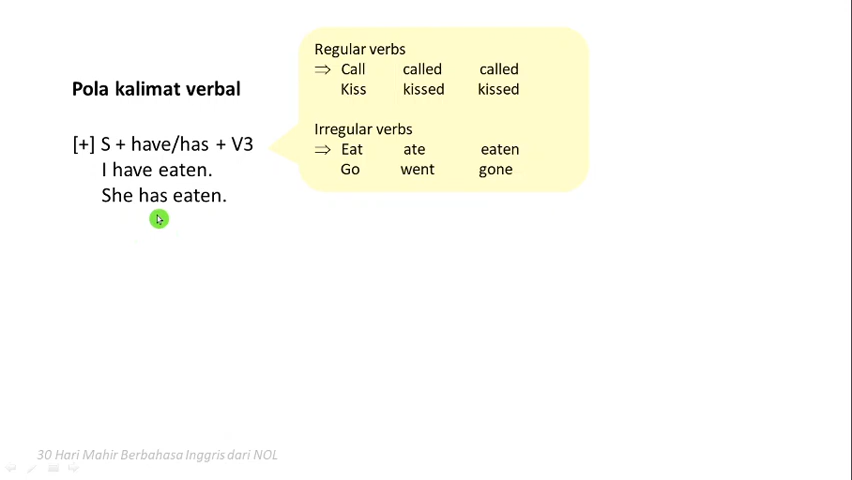 Pola kalimat verbal
[+] S + have/has + V3
I have eaten.
She has eaten.
Regular verbs
⇒ Call called called
Kiss kissed kissed
Irregular verbs
⇒ Eat ate eaten
Go went gone
30 Hari Mahir Berbahasa Inggris dari NOL